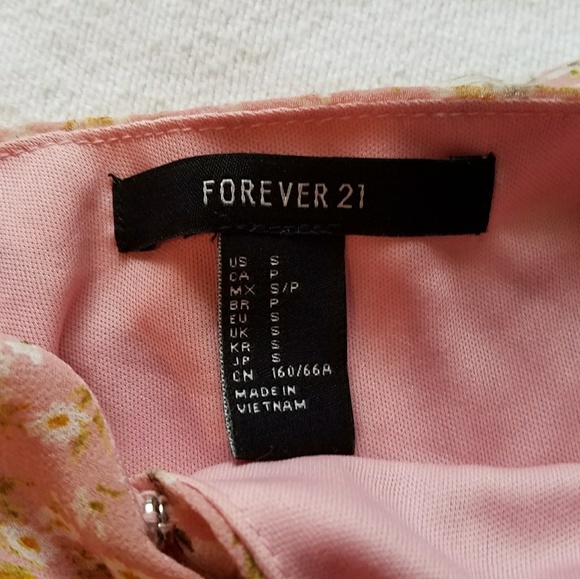 FOREVER 21
US S
CA P
MX S/P
BR P
EU S
UK S
KR S
JP S
CN 160/66A
MADE IN
VIETNAM